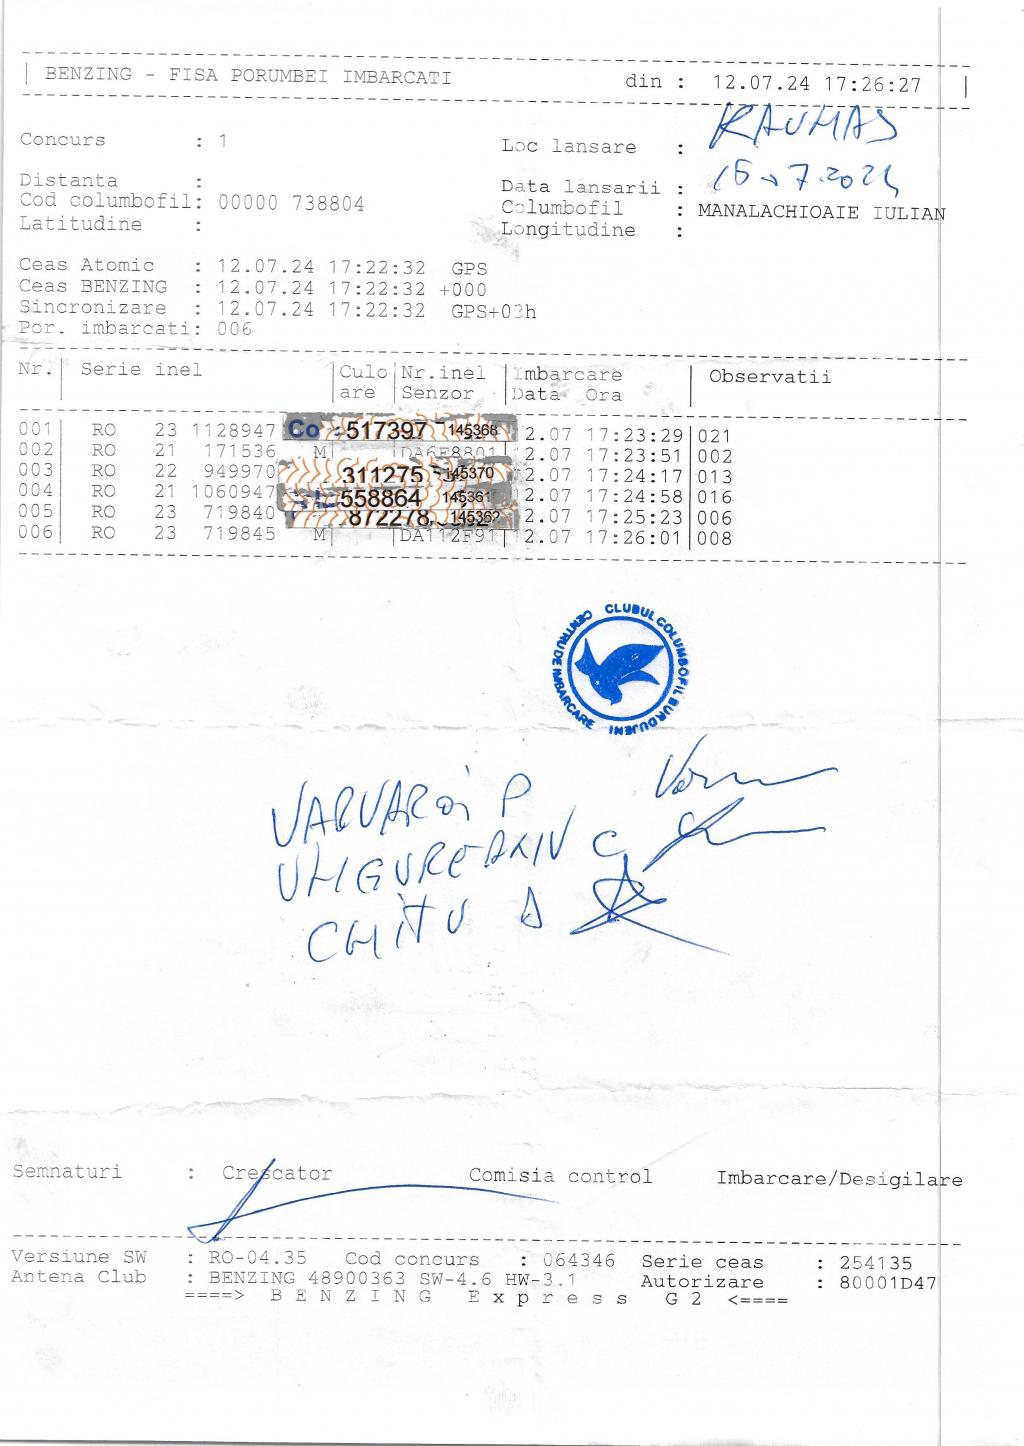 BENZING - FISA PORUMBEI IMBARCATI din : 12.07.24 17:26:27
Concurs : 1 Loc lansare : RAUMAS
Distanta : Data lansarii :
Cod columbofil: 00000 738804 Columbofil : MANALACHIOAIE IULIAN
Latitudine : Longitudine :
Ceas Atomic : 12.07.24 17:22:32 GPS
Ceas BENZING : 12.07.24 17:22:32 +000
Sincronizare : 12.07.24 17:22:32 GPS+03h
Por. imbarcati: 006
Nr. Serie inel Culo Nr.inel Imbarcare Observatii
are Senzor Data Ora
001 RO 23 1128947 Co 517397 145368 2.07 17:23:29 021
002 RO 21 171536 M DA6F8801 2.07 17:23:51 002
003 RO 22 949970 311275 145370 2.07 17:24:17 013
004 RO 21 1060947 558864 145361 2.07 17:24:58 016
005 RO 23 719840 872278 145362 2.07 17:25:23 006
006 RO 23 719845 M DA112F91 2.07 17:26:01 008
CLUBUL COLUMBOFIL BURDUJENI
CENTRU DE IMBARCARE
VARVAROI P
UNGUREANU C
CHITU D
Semnaturi : Crescator Comisia control Imbarcare/Desigilare
Versiune SW : RO-04.35 Cod concurs : 064346 Serie ceas : 254135
Antena Club : BENZING 48900363 SW-4.6 HW-3.1 Autorizare : 80001D47
====> B E N Z I N G E x p r e s s G 2 <====